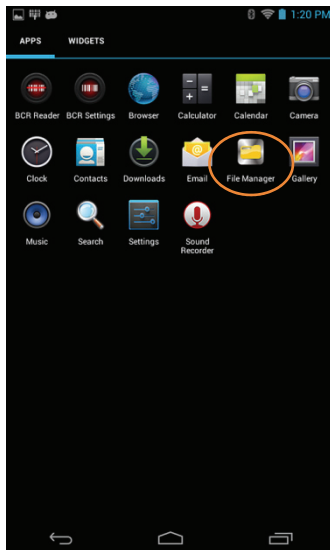 1:20 PM
APPS WIDGETS
BCR Reader BCR Settings Browser Calculator Calendar Camera
Clock Contacts Downloads Email File Manager Gallery
Music Search Settings Sound
Recorder